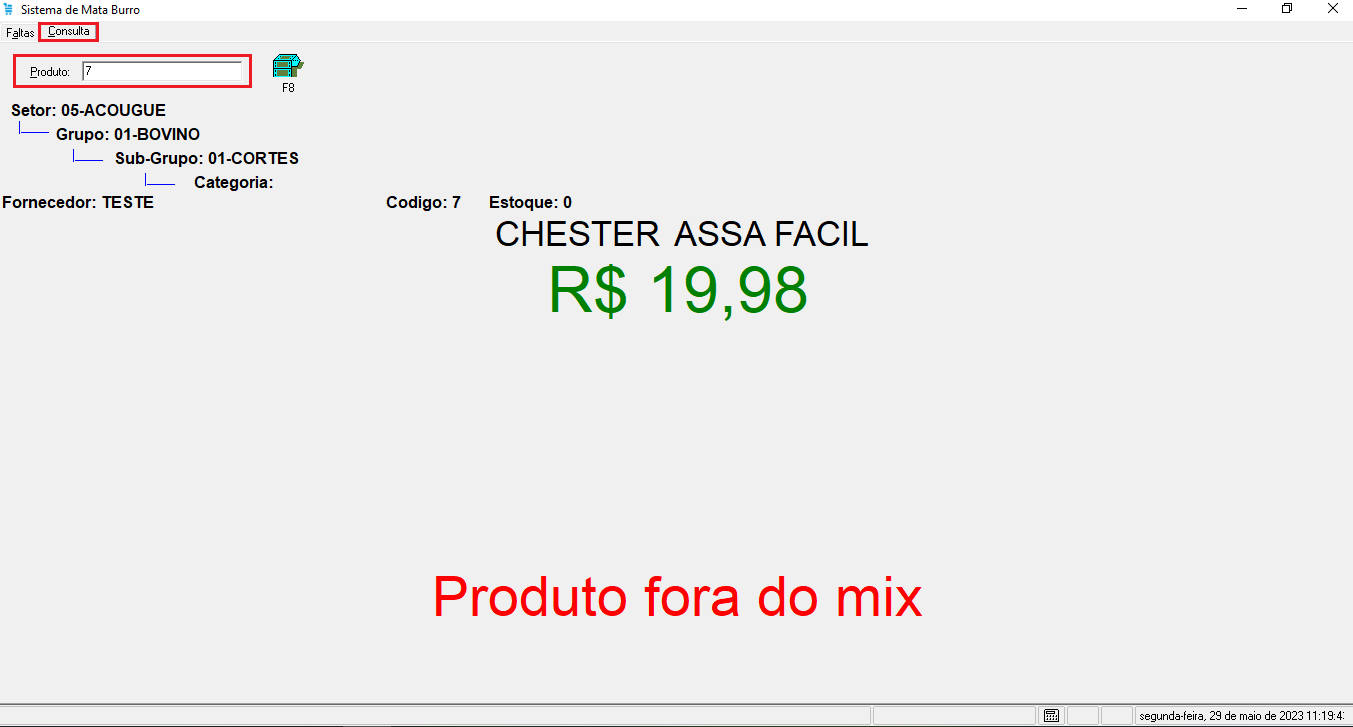 Sistema de Mata Burro
Faltas Consulta
Produto: 7
F8
Setor: 05-ACOUGUE
Grupo: 01-BOVINO
Sub-Grupo: 01-CORTES
Categoria:
Fornecedor: TESTE Codigo: 7 Estoque: 0
CHESTER ASSA FACIL
R$ 19,98
Produto fora do mix
segunda-feira, 29 de maio de 2023 11:19:4